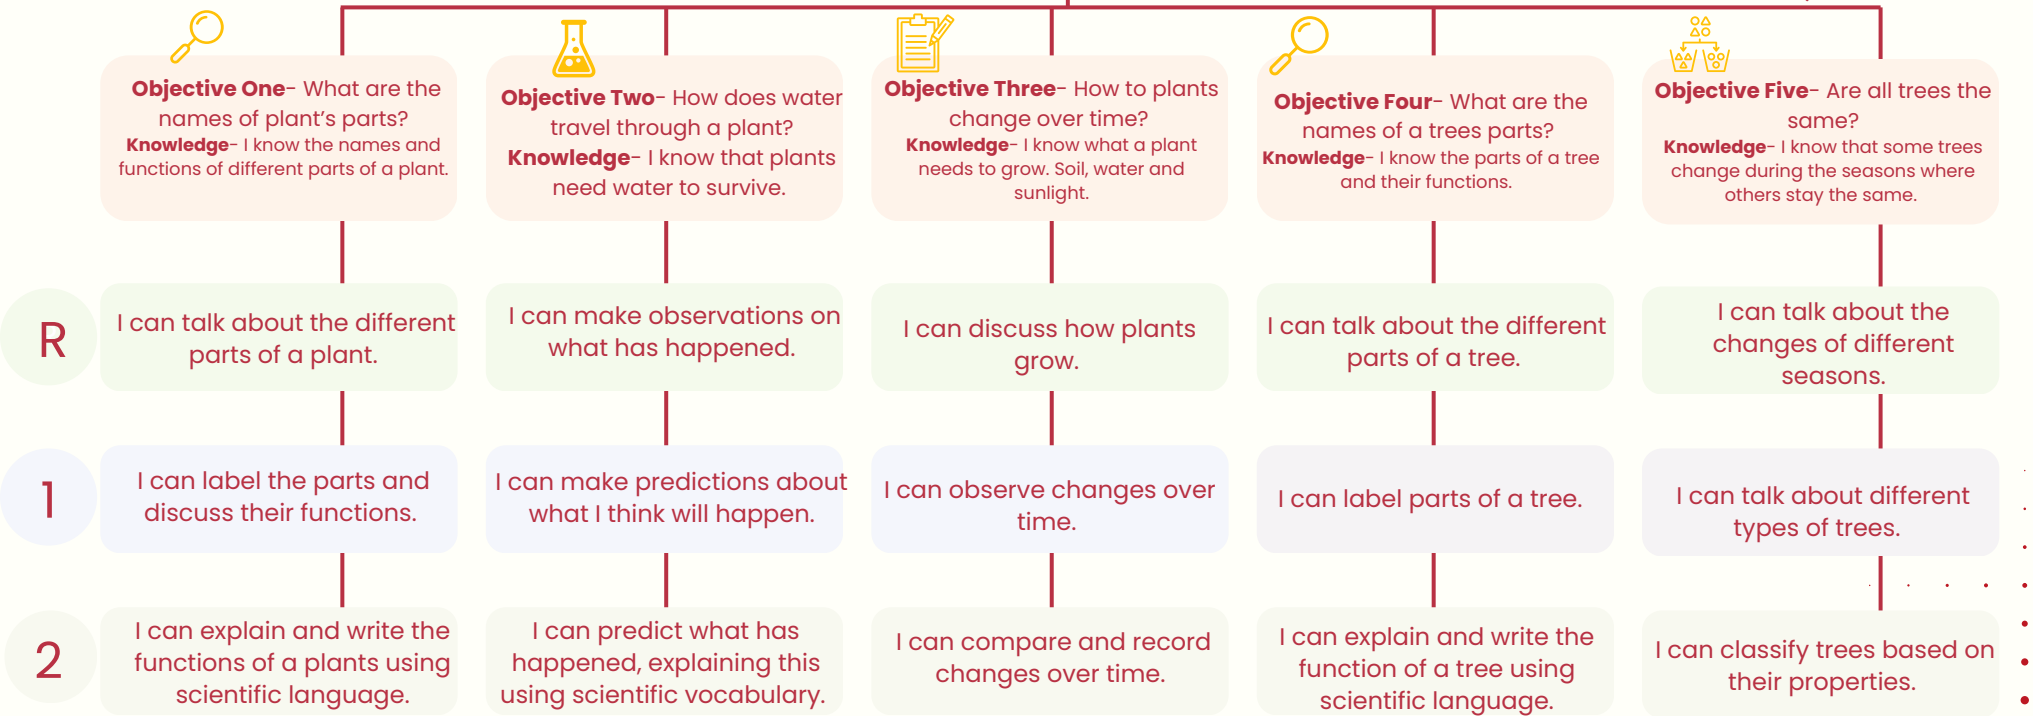 Objective One- What are the
names of plant's parts?
Knowledge- I know the names and
functions of different parts of a plant.
Objective Two- How does water
travel through a plant?
Knowledge- I know that plants
need water to survive.
Objective Three- How to plants
change over time?
Knowledge- I know what a plant
needs to grow. Soil, water and
sunlight.
Objective Four- What are the
names of a trees parts?
Knowledge- I know the parts of a tree
and their functions.
Objective Five- Are all trees the
same?
Knowledge- I know that some trees
change during the seasons where
others stay the same.
R
I can talk about the different
parts of a plant.
I can make observations on
what has happened.
I can discuss how plants
grow.
I can talk about the different
parts of a tree.
I can talk about the
changes of different
seasons.
1
I can label the parts and
discuss their functions.
I can make predictions about
what I think will happen.
I can observe changes over
time.
I can label parts of a tree.
I can talk about different
types of trees.
2
I can explain and write the
functions of a plants using
scientific language.
I can predict what has
happened, explaining this
using scientific vocabulary.
I can compare and record
changes over time.
I can explain and write the
function of a tree using
scientific language.
I can classify trees based on
their properties.